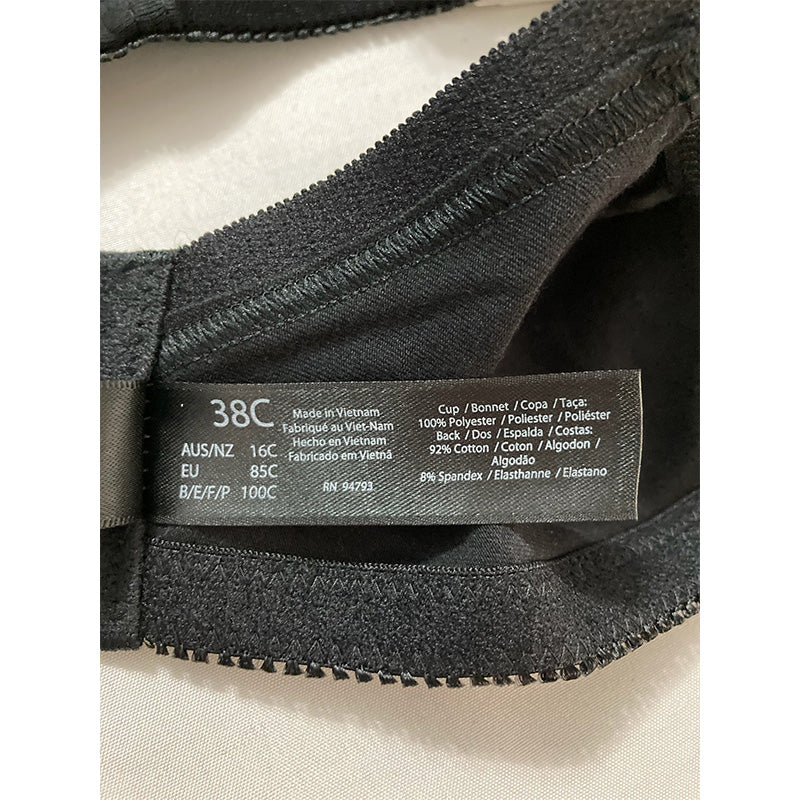 38C
AUS/NZ 16C
EU 85C
B/E/F/P 100C
Made in Vietnam
Fabriqué au Viet-Nam
Hecho en Vietnam
Fabricado em Vietnã
RN 94793
Cup / Bonnet / Copa / Taça:
100% Polyester / Poliester / Poliéster
Back / Dos / Espalda / Costas:
92% Cotton / Coton / Algodon /
Algodão
8% Spandex / Elasthanne / Elastano